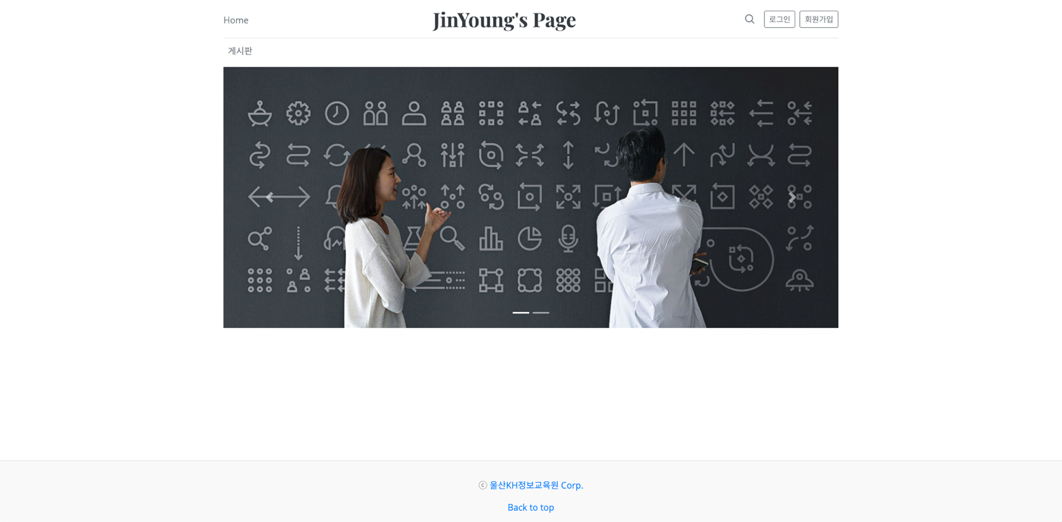 Home
JinYoung's Page
로그인
회원가입
게시판
ⓒ 울산KH정보교육원 Corp.
Back to top